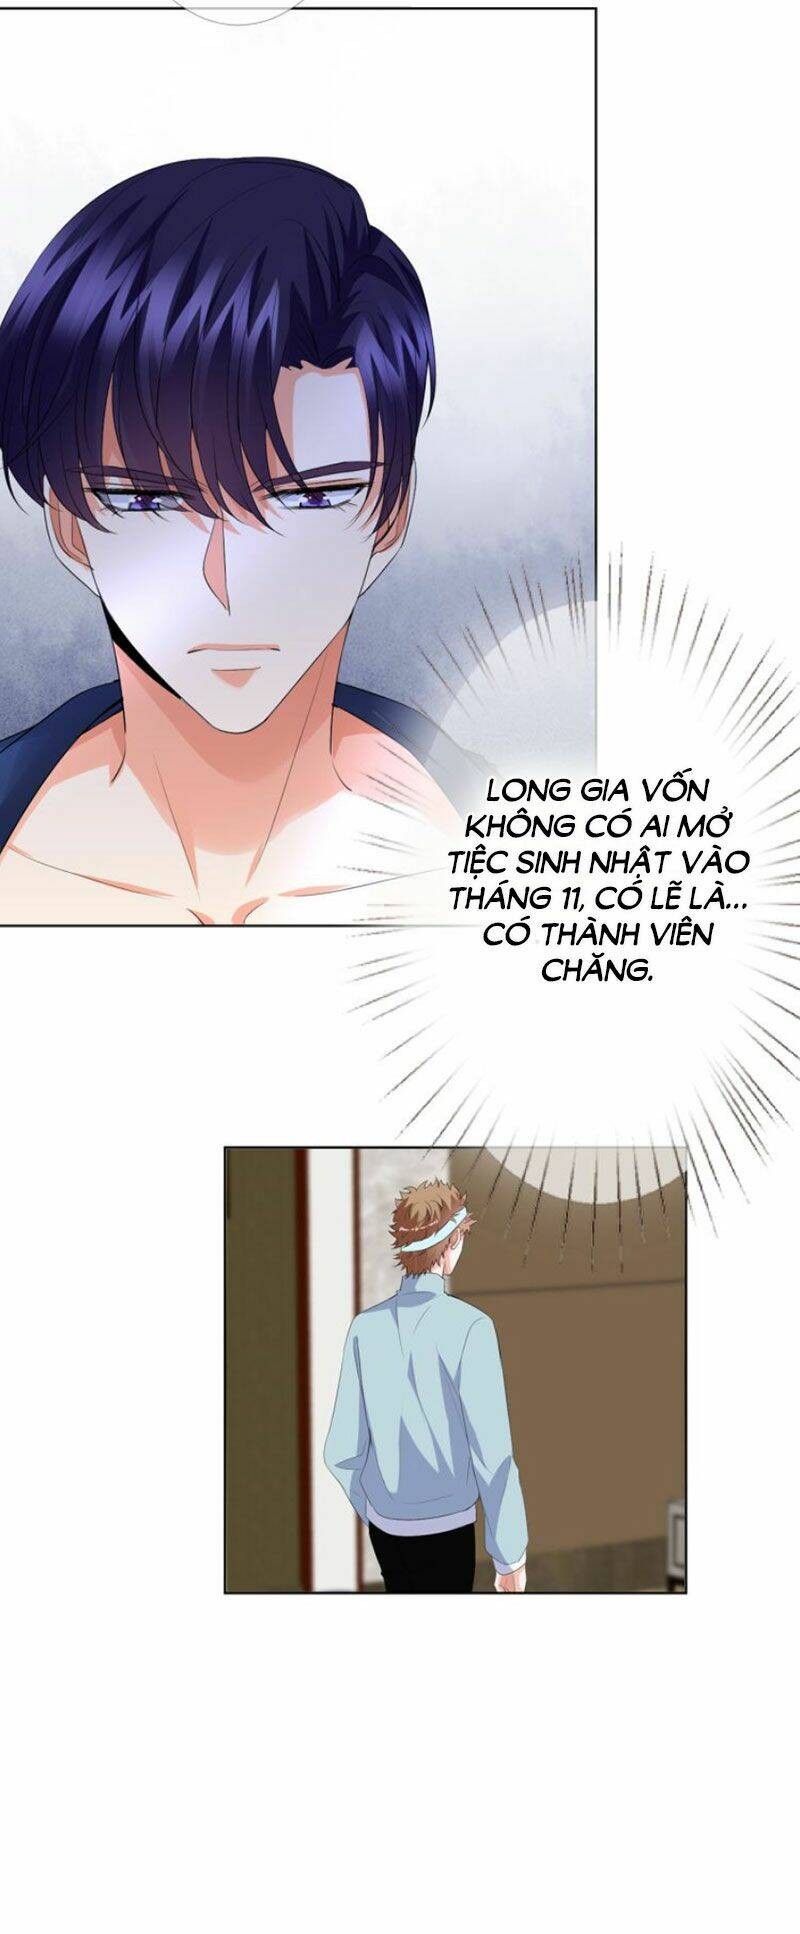 LONG GIA VỐN
KHÔNG CÓ AI MỞ
TIỆC SINH NHẬT VÀO
THÁNG 11, CÓ LẼ LÀ...
CÓ THÀNH VIÊN
CHĂNG.